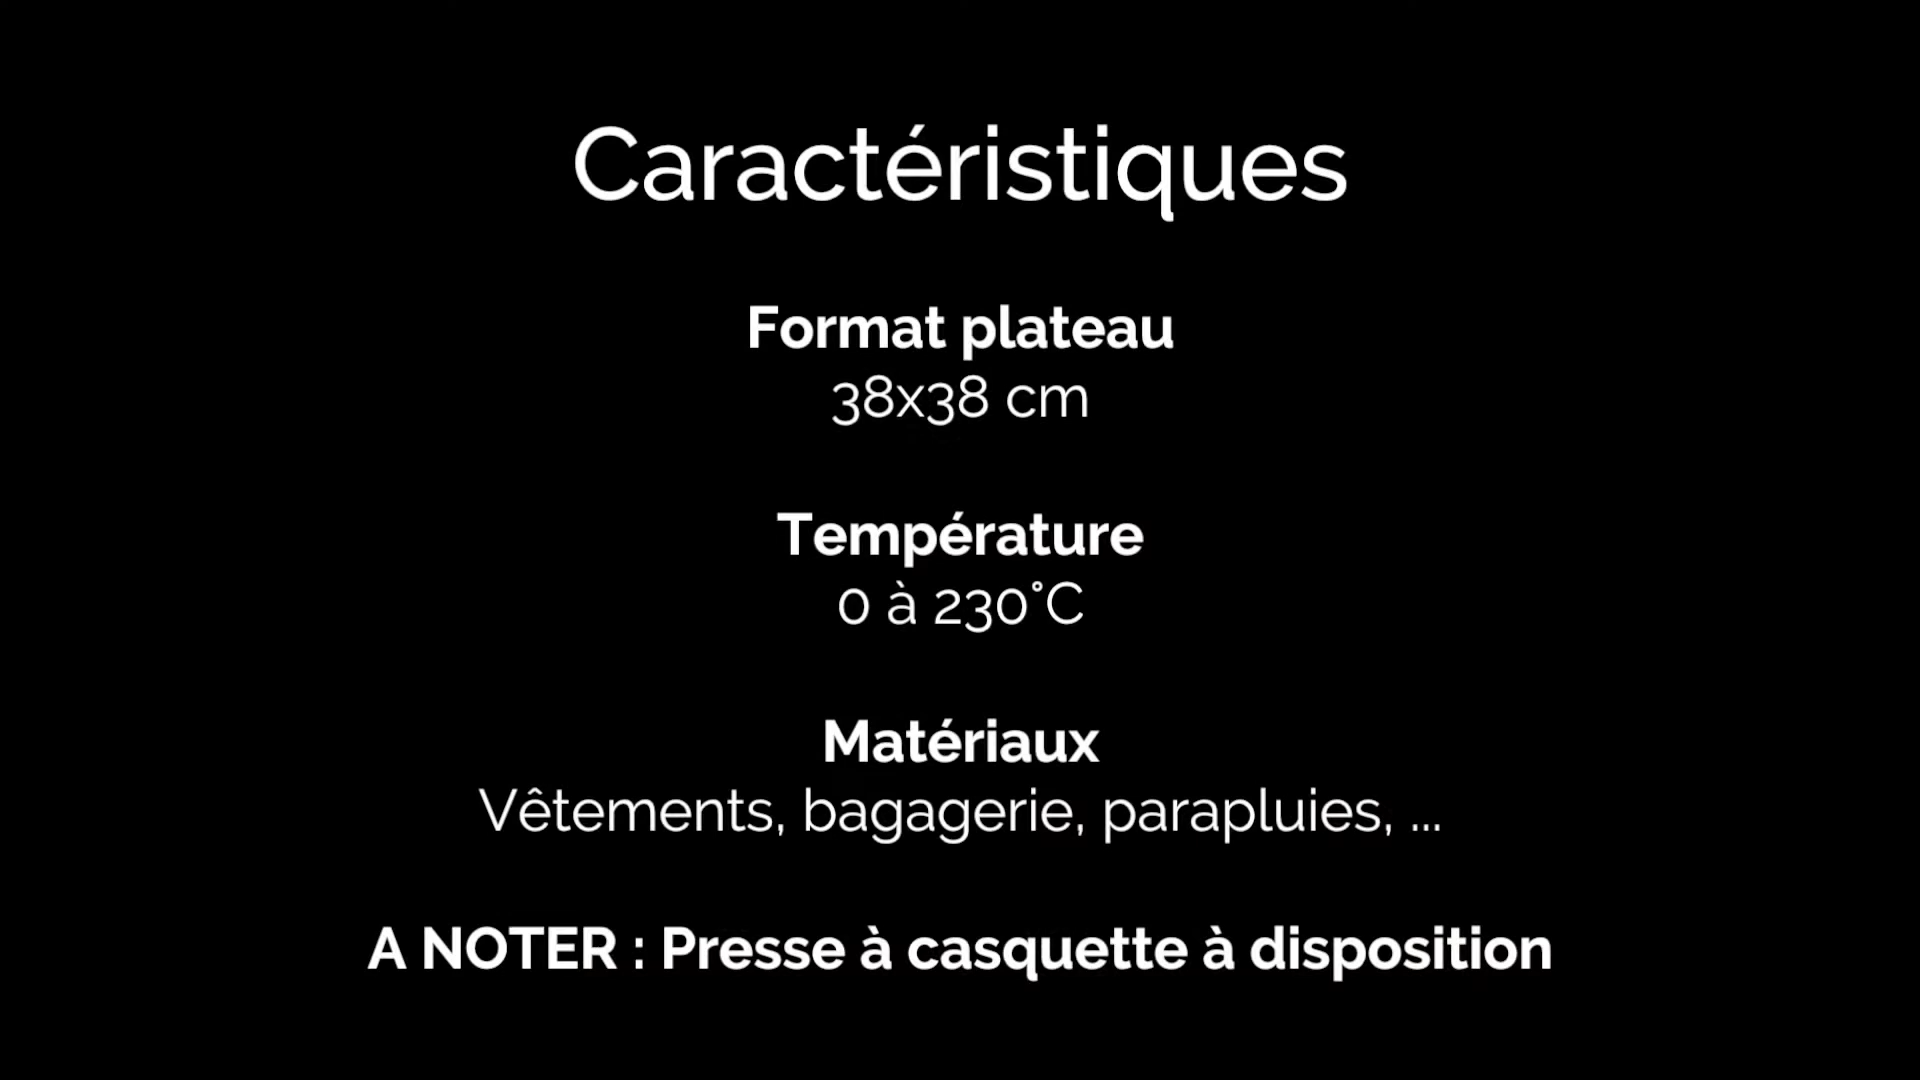 Caractéristiques
Format plateau
38x38 cm
Température
0 à 230°C
Matériaux
Vêtements, bagagerie, parapluies, ...
A NOTER : Presse à casquette à disposition